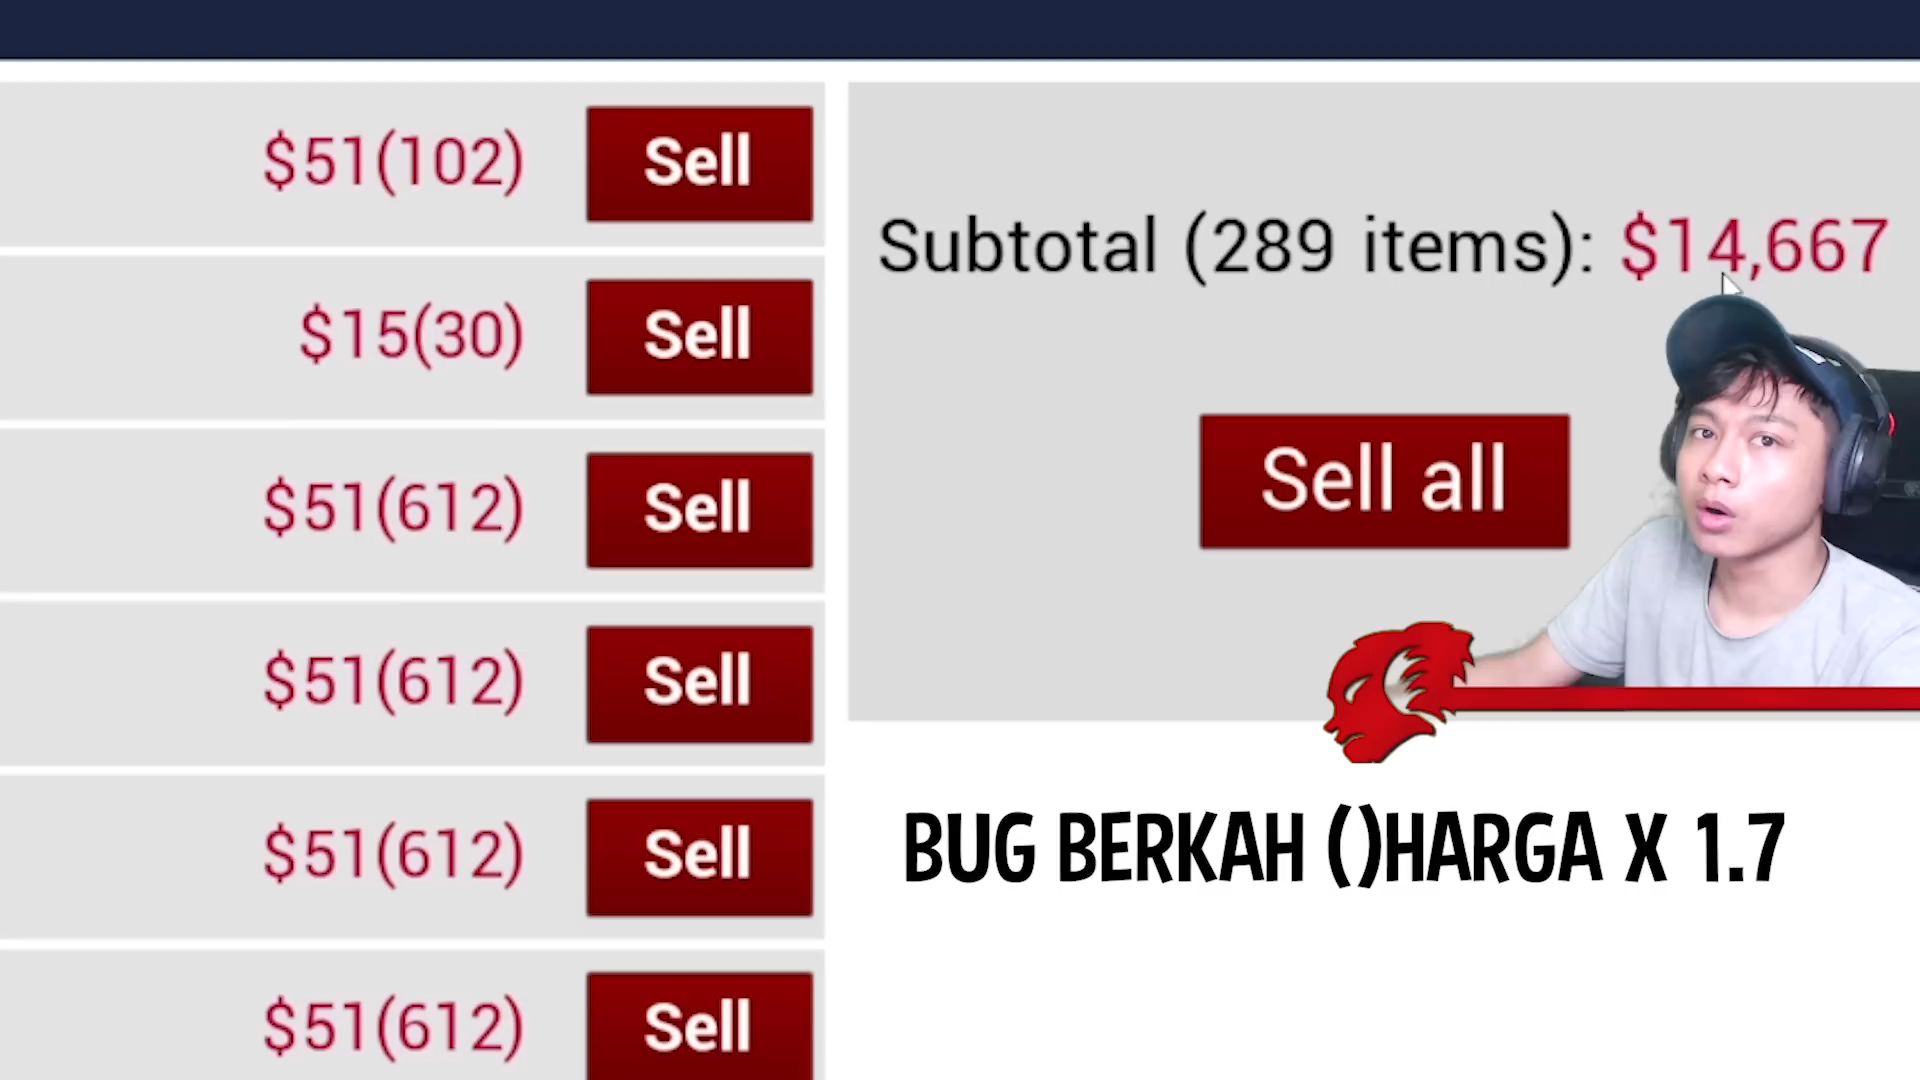 $51(102) Sell
$15(30) Sell
$51(612) Sell
$51(612) Sell
$51(612) Sell
$51(612) Sell
Subtotal (289 items): $14,667
Sell all
BUG BERKAH ()HARGA X 1.7